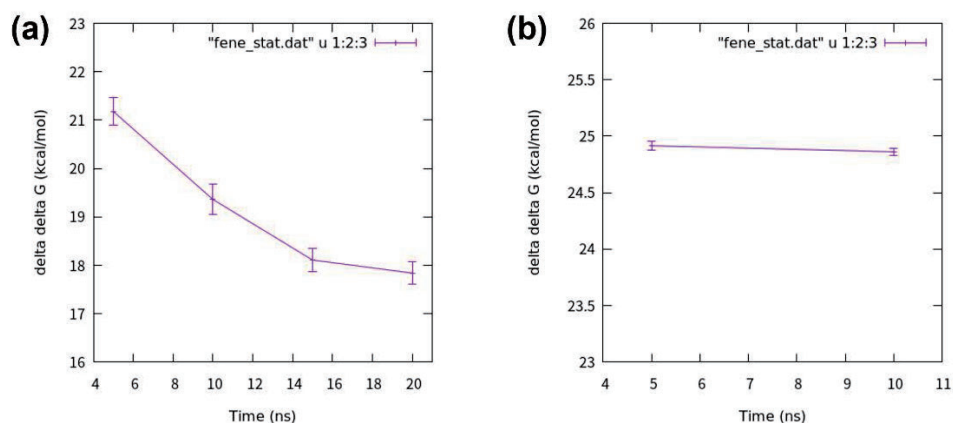 (a)
"fene_stat.dat" u 1:2:3
delta delta G (kcal/mol)
23
22
21
20
19
18
17
16
4 6 8 10 12 14 16 18 20
Time (ns)
(b)
"fene_stat.dat" u 1:2:3
delta delta G (kcal/mol)
26
25.5
25
24.5
24
23.5
23
4 5 6 7 8 9 10 11
Time (ns)